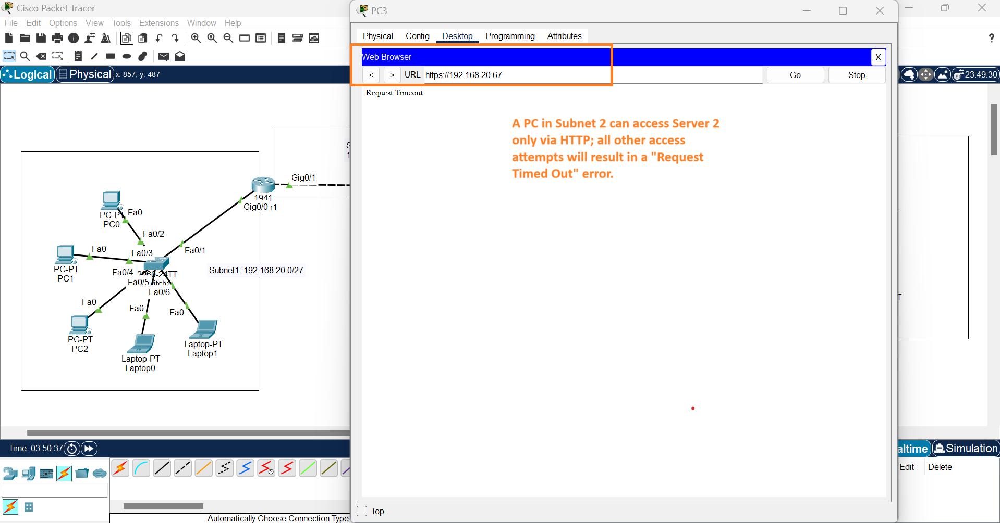 Cisco Packet Tracer
File Edit Options View Tools Extensions Window Help
Logical Physical x: 857, y: 487
23:49:30
PC3
Physical Config Desktop Programming Attributes
Web Browser
X
< > URL https://192.168.20.67 Go Stop
Request Timeout
A PC in Subnet 2 can access Server 2
only via HTTP; all other access
attempts will result in a "Request
Timed Out" error.
S
1
Gig0/1
1941
Gig0/0 r1
PC-PT
PC0
Fa0
Fa0/2
Fa0
Fa0/3
Fa0/1
PC-PT
PC1
Fa0/4 2960-24TT
Fa0/5 itch1
Fa0/6
Subnet1: 192.168.20.0/27
Fa0
Fa0
Fa0
PC-PT
PC2
Laptop-PT
Laptop0
Laptop-PT
Laptop1
T
Time: 03:50:37
altime Simulation
Edit Delete
Top
Automatically Choose Connection Type